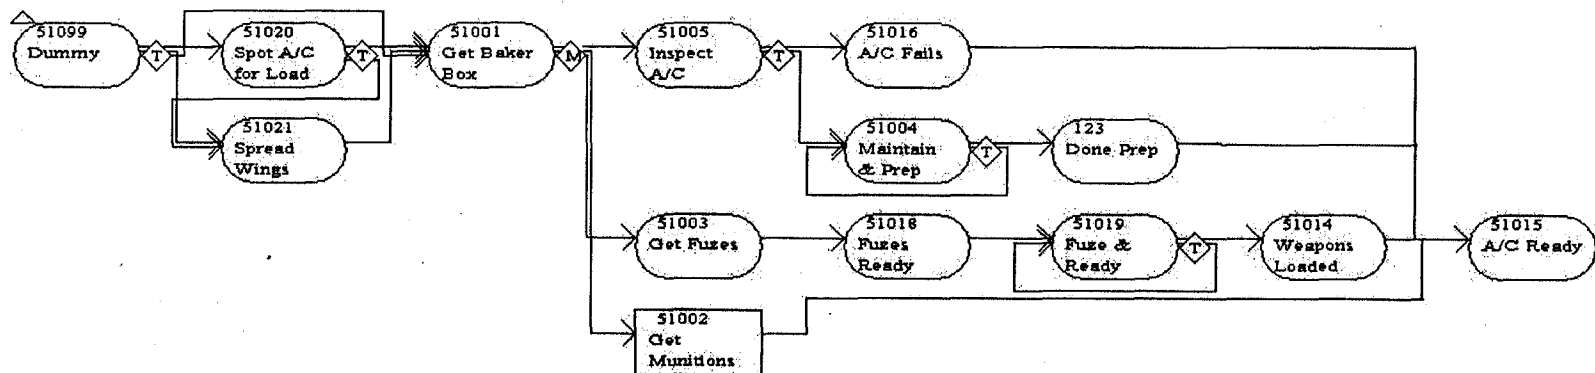 51099
Dummy
T
51020
Spot A/C
for Load
T
51021
Spread
Wings
51001
Get Baker
Box
M
51005
Inspect
A/C
T
51016
A/C Fails
51004
Maintain
& Prep
T
123
Done Prep
51003
Get Fuzes
51018
Fuzes
Ready
51019
Fuze &
Ready
T
51014
Weapons
Loaded
51015
A/C Ready
51002
Get
Munitions